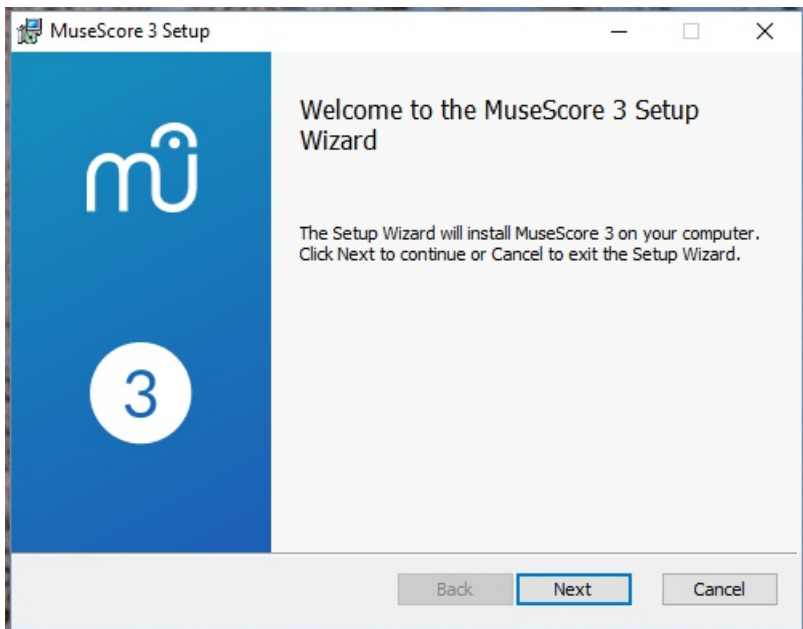 MuseScore 3 Setup
Welcome to the MuseScore 3 Setup
Wizard
The Setup Wizard will install MuseScore 3 on your computer.
Click Next to continue or Cancel to exit the Setup Wizard.
mu
3
Back Next Cancel